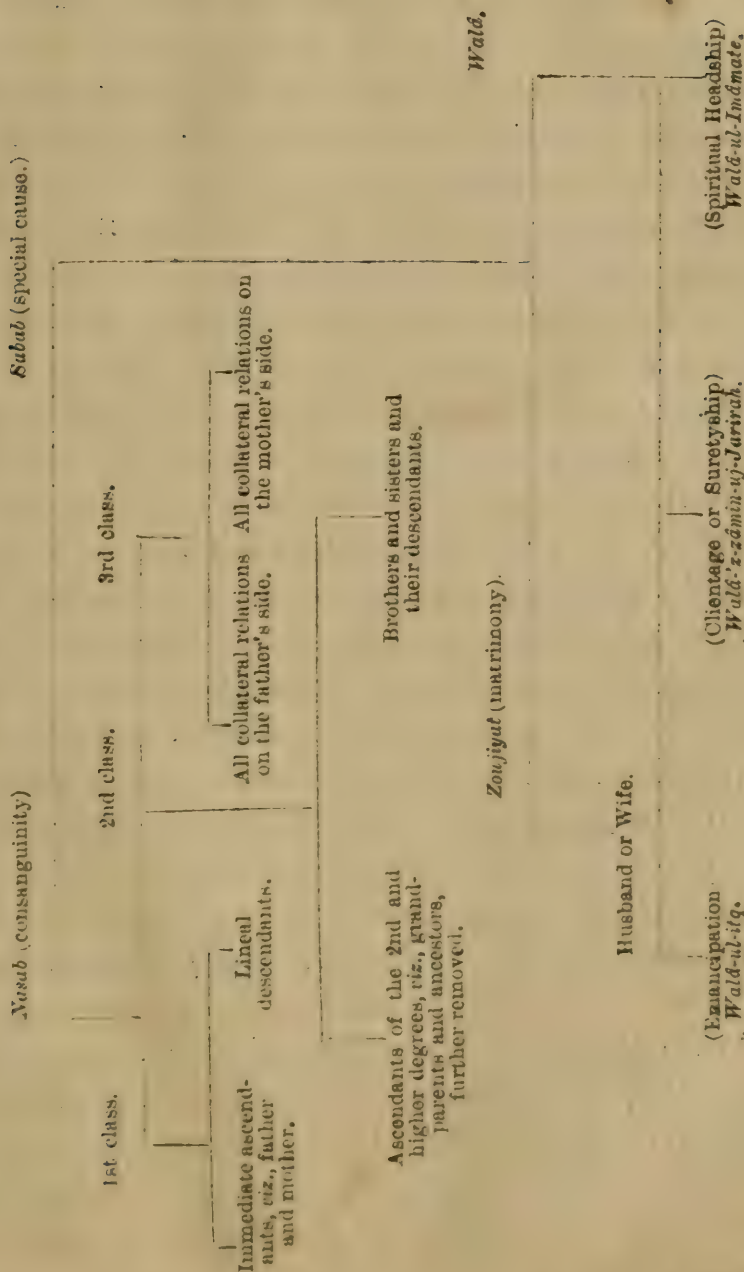 Nasab (consanguinity)
Sabab (special cause.)
1st class.
2nd class.
3rd class.
Immediate ascend-
ants, viz., father
and mother.
Lineal
descendants.
All collateral relations
on the father's side.
All collateral relations on
the mother's side.
Ascendants of the 2nd and
higher degrees, viz., grand-
parents and ancestors,
further removed.
Brothers and sisters and
their descendants.
Zoujiyut (matrimony).
Walá.
Husband or Wife.
(Emancipation
Walá-ul-itq.
(Clientage or Suretyship)
Walá-'z-zámin-uj-Jarirah.
(Spiritual Headship)
Walá-ul-Imámate.